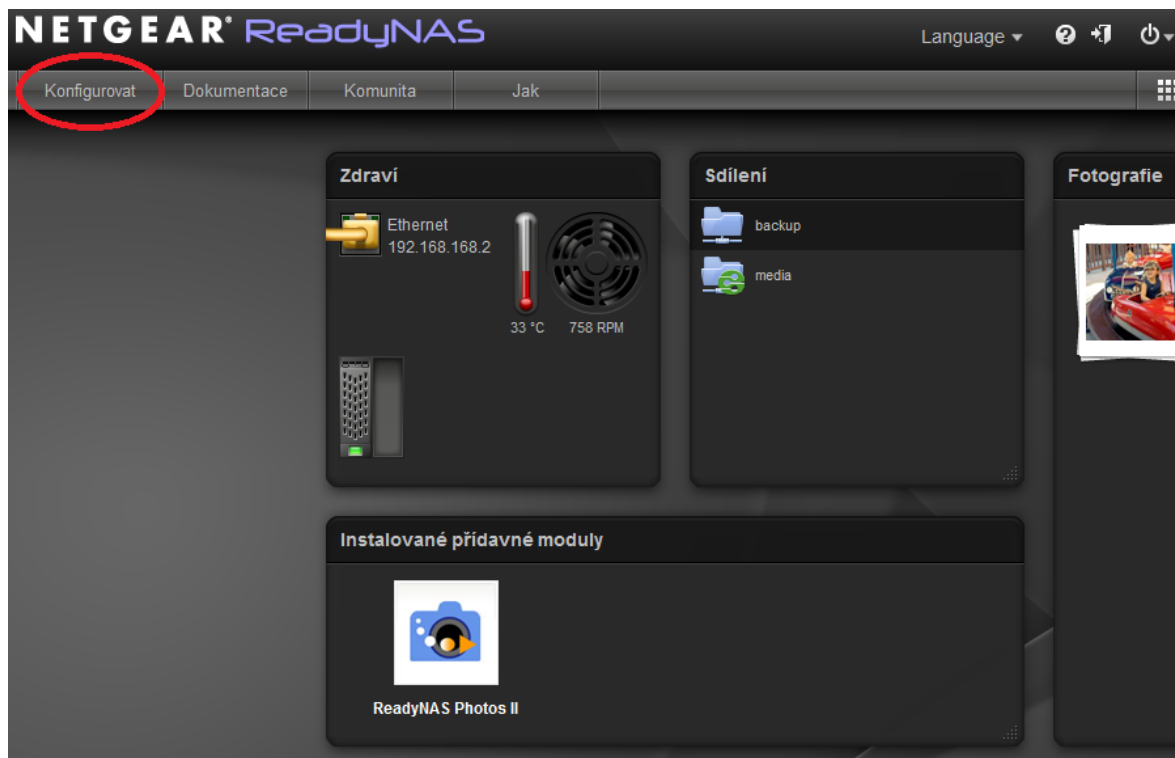 NETGEAR® ReadyNAS
Language
Konfigurovat Dokumentace Komunita Jak
Zdraví
Ethernet
192.168.168.2
33 °C 758 RPM
Sdílení
backup
media
Fotografie
Instalované přídavné moduly
ReadyNAS Photos II